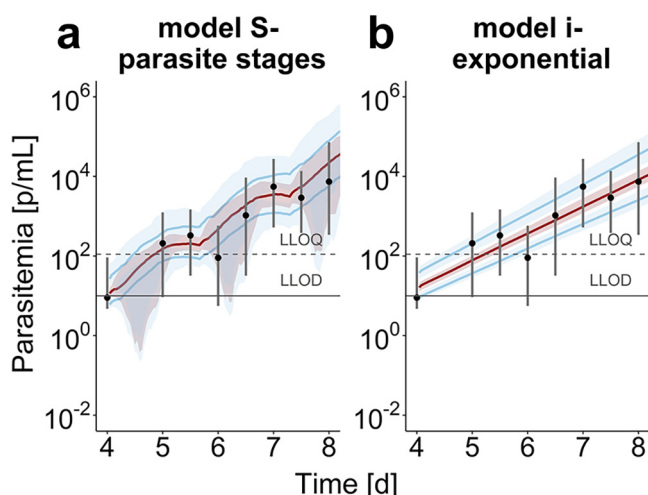 a
model S-
parasite stages
b
model i-
exponential
Parasitemia [p/mL]
10^6
10^4
10^2
10^0
10^-2
LLOQ
LLOD
4 5 6 7 8
LLOQ
LLOD
10^6
10^4
10^2
10^0
10^-2
4 5 6 7 8
Time [d]